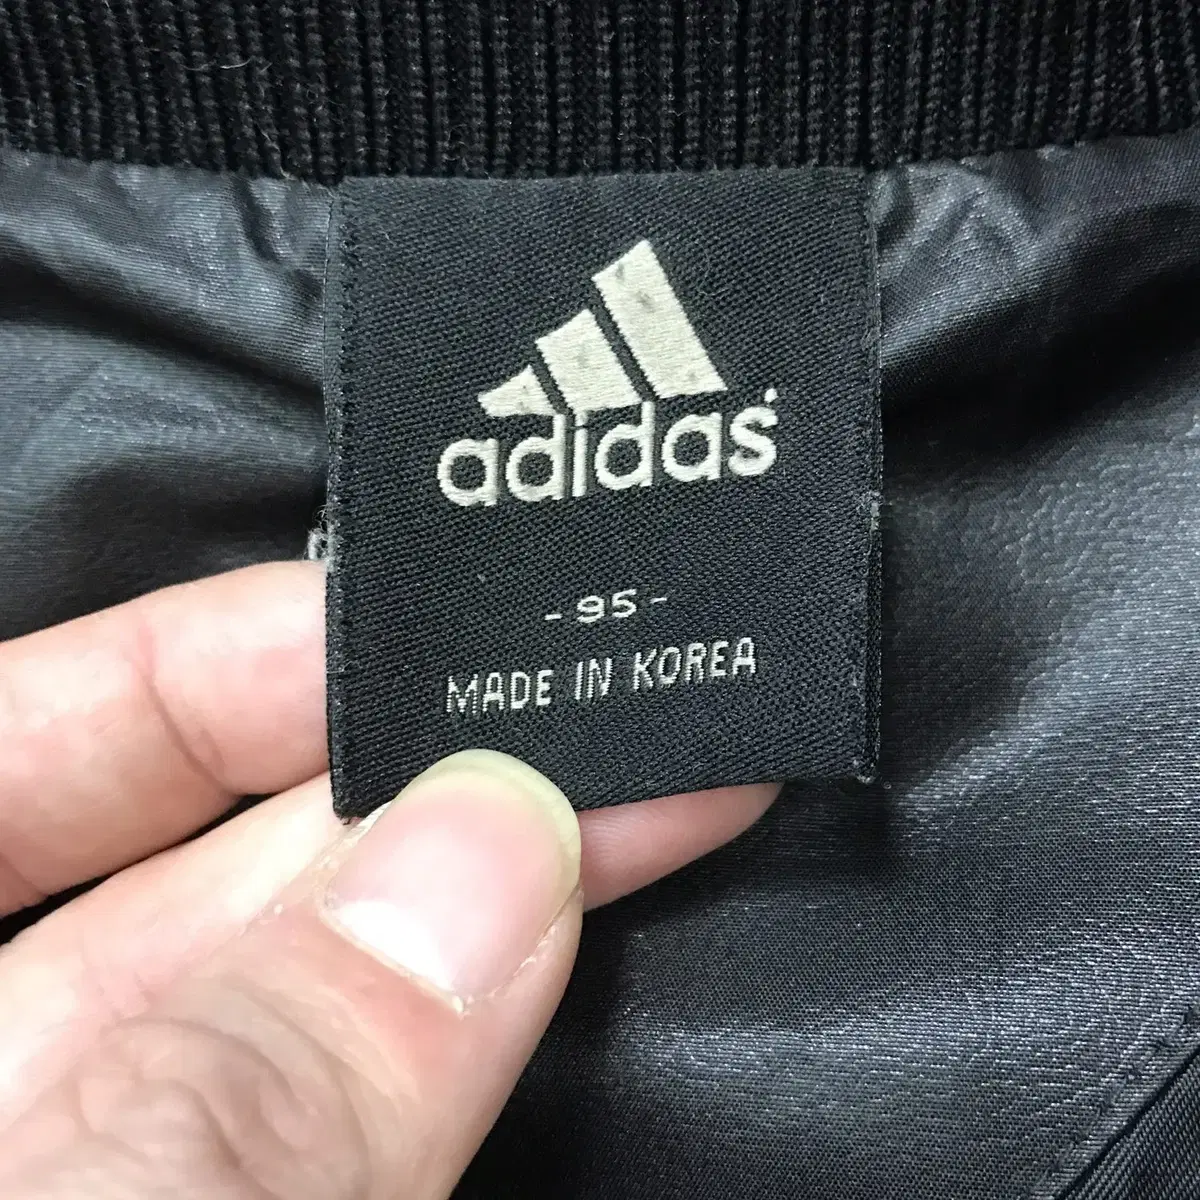 adidas
-95-
MADE IN KOREA